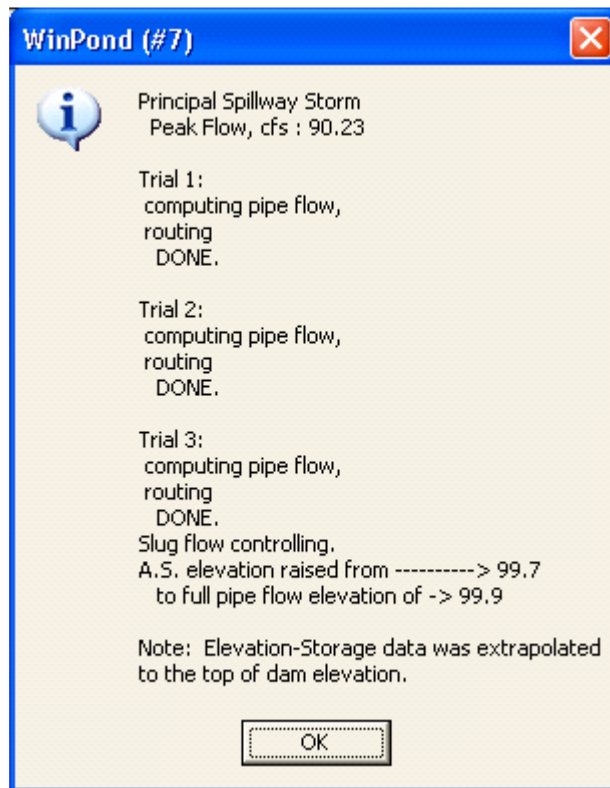 WinPond (#7)
Principal Spillway Storm
Peak Flow, cfs : 90.23
Trial 1:
computing pipe flow,
routing
DONE.
Trial 2:
computing pipe flow,
routing
DONE.
Trial 3:
computing pipe flow,
routing
DONE.
Slug flow controlling.
A.S. elevation raised from ----------> 99.7
to full pipe flow elevation of -> 99.9
Note:  Elevation-Storage data was extrapolated
to the top of dam elevation.
OK